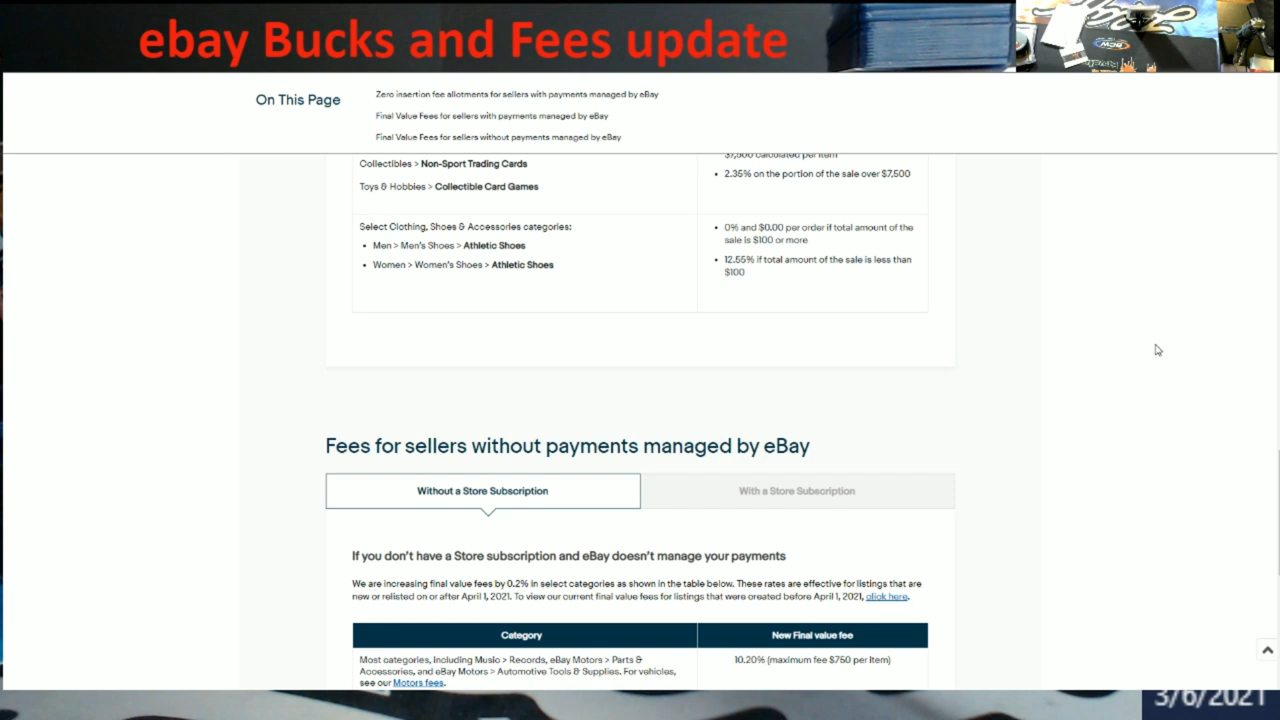 ebay Bucks and Fees update
On This Page
Zero insertion fee allotments for sellers with payments managed by eBay
Final Value Fees for sellers with payments managed by eBay
Final Value Fees for sellers without payments managed by eBay
$7,500 calculated per item
Collectibles > Non-Sport Trading Cards
• 2.35% on the portion of the sale over $7,500
Toys & Hobbies > Collectible Card Games
Select Clothing, Shoes & Accessories categories:
• Men > Men's Shoes > Athletic Shoes
• Women > Women's Shoes > Athletic Shoes
• 0% and $0.00 per order if total amount of the
sale is $100 or more
• 12.55% if total amount of the sale is less than
$100
Fees for sellers without payments managed by eBay
Without a Store Subscription
With a Store Subscription
If you don't have a Store subscription and eBay doesn't manage your payments
We are increasing final value fees by 0.2% in select categories as shown in the table below. These rates are effective for listings that are
new or relisted on or after April 1, 2021. To view our current final value fees for listings that were created before April 1, 2021, click here.
Category
New Final value fee
Most categories, including Music > Records, eBay Motors > Parts &
Accessories, and eBay Motors > Automotive Tools & Supplies. For vehicles,
see our Motors fees.
10.20% (maximum fee $750 per item)
3/6/2021